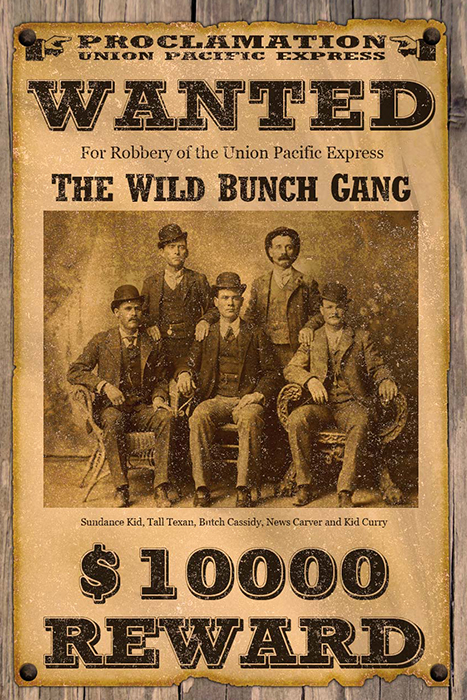 PROCLAMATION
UNION PACIFIC EXPRESS
WANTED
For Robbery of the Union Pacific Express
THE WILD BUNCH GANG
Sundance Kid, Tall Texan, Butch Cassidy, News Carver and Kid Curry
$10000
REWARD